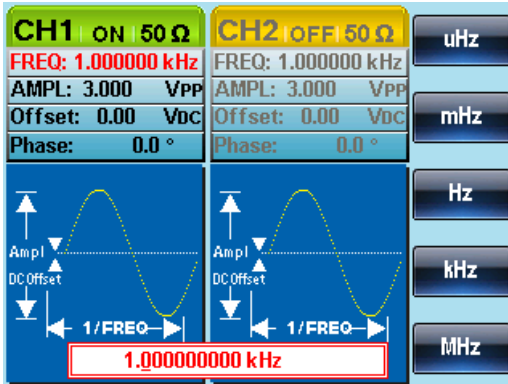 CH1 ON 50 Ω
FREQ: 1.000000 kHz
AMPL: 3.000 VPP
Offset: 0.00 VDC
Phase: 0.0 °
Ampl
DC Offset
1/FREQ
CH2 OFF 50 Ω
FREQ: 1.000000 kHz
AMPL: 3.000 VPP
Offset: 0.00 VDC
Phase: 0.0 °
Ampl
DC Offset
1/FREQ
1.000000000 kHz
uHz
mHz
Hz
kHz
MHz